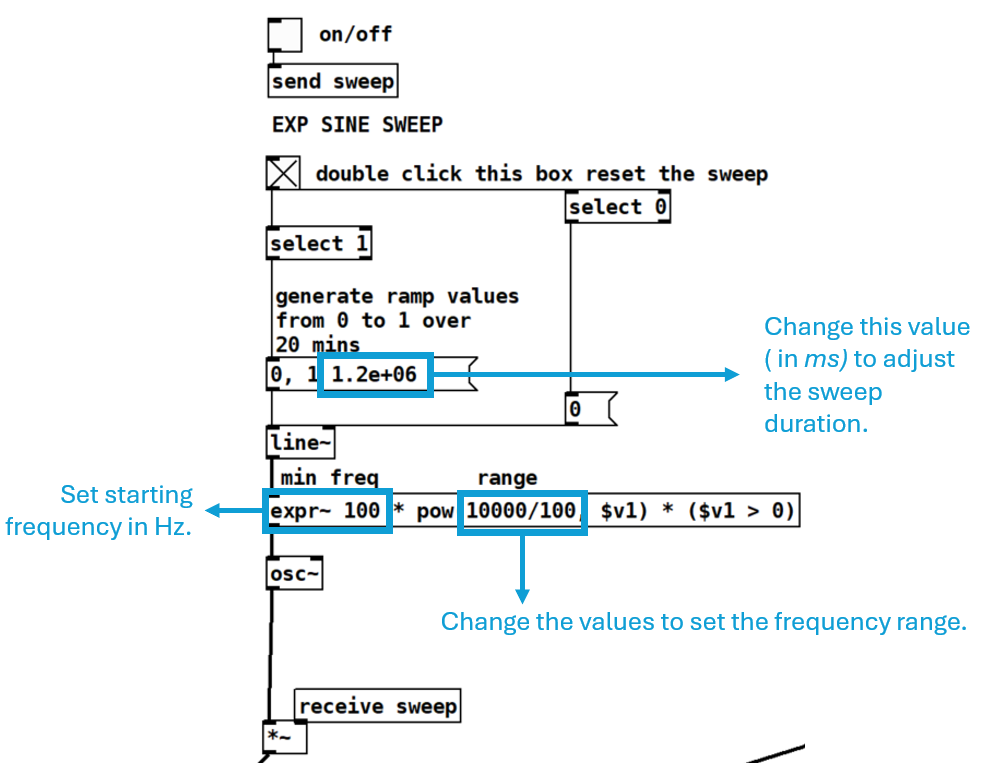 on/off
send sweep
EXP SINE SWEEP
double click this box reset the sweep
select 0
select 1
generate ramp values
from 0 to 1 over
20 mins
0, 1 1.2e+06
Change this value
( in ms) to adjust
the sweep
duration.
0
line~
min freq range
Set starting
frequency in Hz.
expr~ 100 * pow 10000/100, $v1) * ($v1 > 0)
osc~
Change the values to set the frequency range.
receive sweep
*~